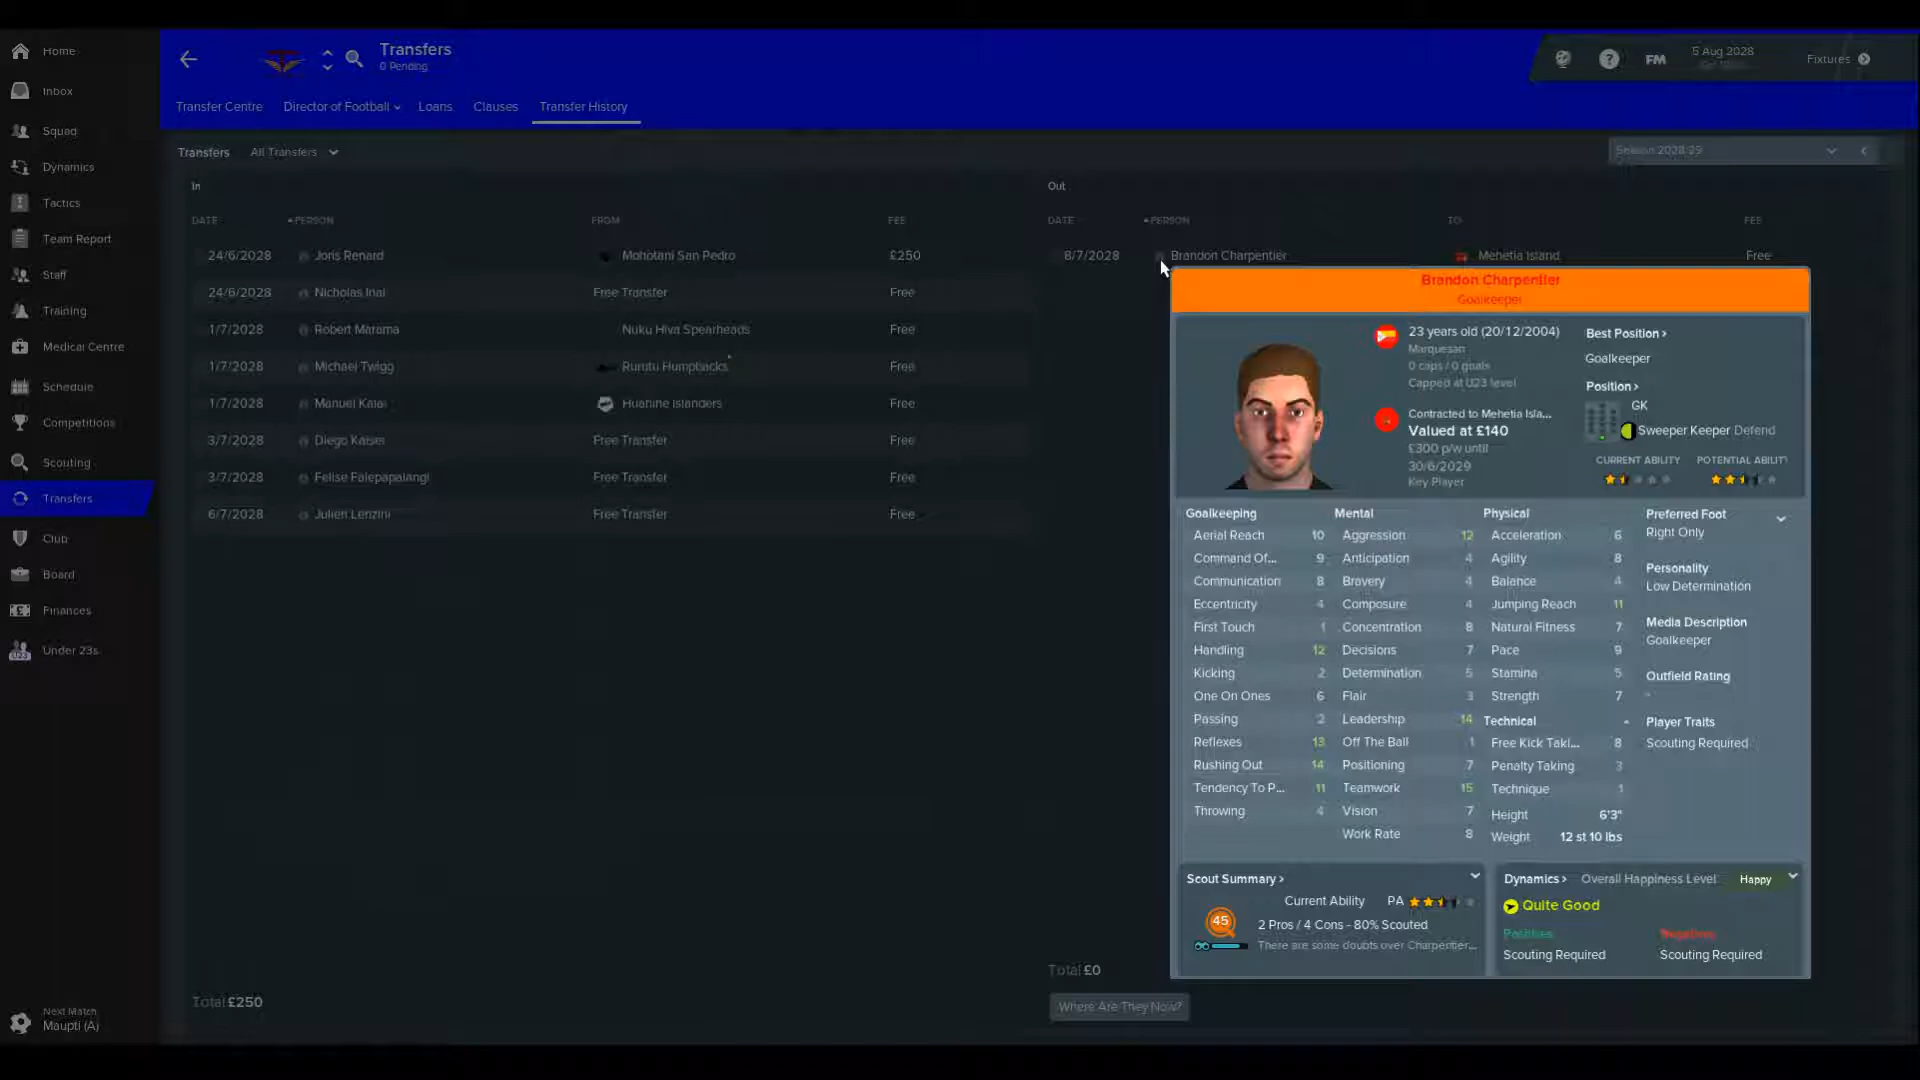 Home
Inbox
Squad
Dynamics
Tactics
Team Report
Staff
Training
Medical Centre
Schedule
Competitions
Scouting
Transfers
Club
Board
Finances
Under 23s
Next Match
Maupti (A)
Transfers
0 Pending
FM
5 Aug 2028
Fixtures
Transfer Centre Director of Football Loans Clauses Transfer History
Transfers All Transfers
Season 2028/29
In
DATE PERSON FROM FEE
24/6/2028 Joris Renard Mohotani San Pedro £250
24/6/2028 Nicholas Inai Free Transfer Free
1/7/2028 Robert Marama Nuku Hiva Spearheads Free
1/7/2028 Michael Twigg Rurutu Humpbacks Free
1/7/2028 Manuel Kaiai Huahine Islanders Free
3/7/2028 Diego Kaiser Free Transfer Free
3/7/2028 Felise Falepapalangi Free Transfer Free
6/7/2028 Julien Lenzini Free Transfer Free
Total £250
Out
DATE PERSON TO FEE
8/7/2028 Brandon Charpentier Mehetia Island Free
Total £0
Where Are They Now?
Brandon Charpentier
Goalkeeper
23 years old (20/12/2004)
Marquesan
0 caps / 0 goals
Capped at U23 level
Contracted to Mehetia Isla...
Valued at £140
£300 p/w until
30/6/2029
Key Player
Best Position >
Goalkeeper
Position >
GK
Sweeper Keeper Defend
CURRENT ABILITY POTENTIAL ABILITY
Goalkeeping
Aerial Reach 10
Command Of... 9
Communication 8
Eccentricity 4
First Touch 1
Handling 12
Kicking 2
One On Ones 6
Passing 2
Reflexes 13
Rushing Out 14
Tendency To P... 11
Throwing 4
Mental
Aggression 12
Anticipation 4
Bravery 4
Composure 4
Concentration 8
Decisions 7
Determination 5
Flair 3
Leadership 14
Off The Ball 1
Positioning 7
Teamwork 15
Vision 7
Work Rate 8
Physical
Acceleration 6
Agility 8
Balance 4
Jumping Reach 11
Natural Fitness 7
Pace 9
Stamina 5
Strength 7
Technical
Free Kick Taki... 8
Penalty Taking 3
Technique 1
Height 6'3"
Weight 12 st 10 lbs
Preferred Foot
Right Only
Personality
Low Determination
Media Description
Goalkeeper
Outfield Rating
-
Player Traits
Scouting Required
Scout Summary >
Current Ability PA
45
2 Pros / 4 Cons - 80% Scouted
There are some doubts over Charpentier...
Dynamics > Overall Happiness Level Happy
Quite Good
Positives
Scouting Required
Negatives
Scouting Required